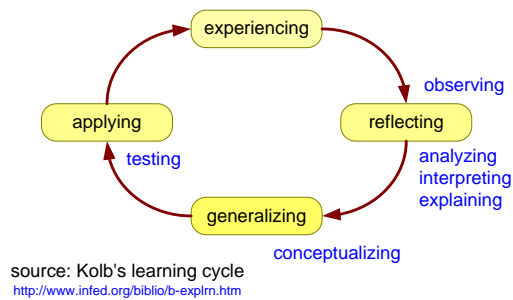 experiencing
observing
applying
reflecting
testing
analyzing
interpreting
explaining
generalizing
conceptualizing
source: Kolb's learning cycle
http://www.infed.org/biblio/b-explrn.htm